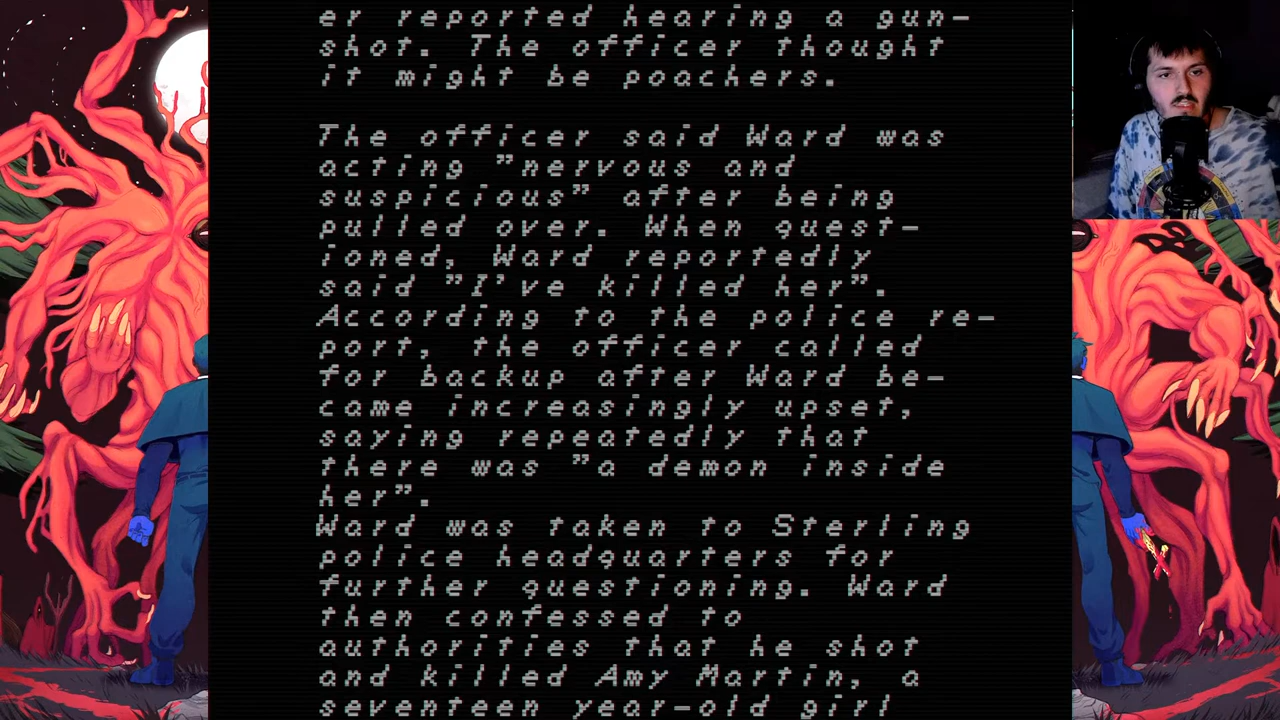 er reported hearing a gun-
shot. The officer thought
it might be poachers.
The officer said Ward was
acting "nervous and
suspicious" after being
pulled over. When quest-
ioned, Ward reportedly
said "I've killed her".
According to the police re-
port, the officer called
for backup after Ward be-
came increasingly upset,
saying repeatedly that
there was "a demon inside
her".
Ward was taken to Sterling
police headquarters for
further questioning. Ward
then confessed to
authorities that he shot
and killed Amy Martin, a
seventeen year-old girl